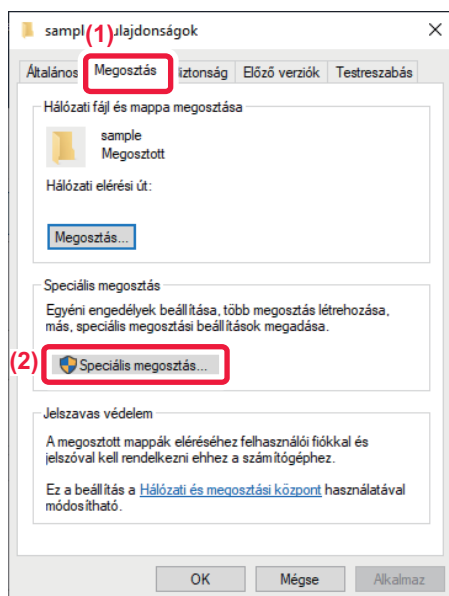 sampl
(1)
ulajdonságok
Általános Megosztás iztonság Előző verziók Testreszabás
Hálózati fájl és mappa megosztása
sample
Megosztott
Hálózati elérési út:
Megosztás...
Speciális megosztás
Egyéni engedélyek beállítása, több megosztás létrehozása,
más, speciális megosztási beállítások megadása.
(2)
Speciális megosztás...
Jelszavas védelem
A megosztott mappák eléréséhez felhasználói fiókkal és
jelszóval kell rendelkezni ehhez a számítógéphez.
Ez a beállítás a Hálózati és megosztási központ használatával
módosítható.
OK Mégse Alkalmaz